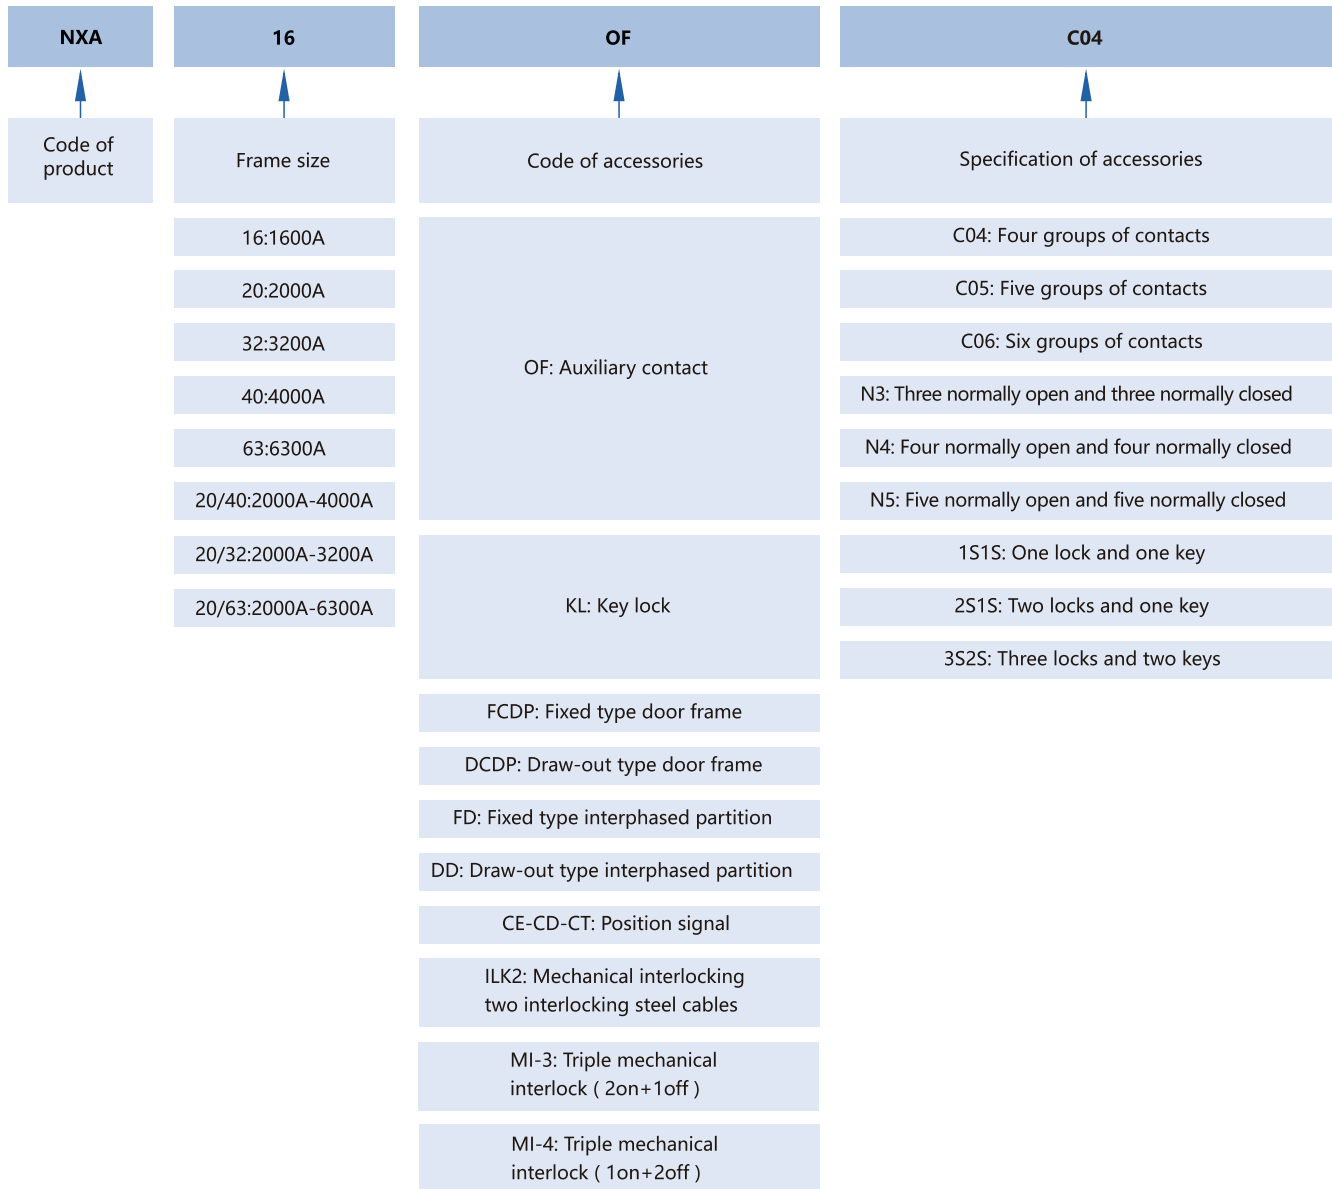 NXA
16
OF
C04
Code of
product
Frame size
Code of accessories
Specification of accessories
16:1600A
20:2000A
32:3200A
40:4000A
63:6300A
20/40:2000A-4000A
20/32:2000A-3200A
20/63:2000A-6300A
OF: Auxiliary contact
KL: Key lock
FCDP: Fixed type door frame
DCDP: Draw-out type door frame
FD: Fixed type interphased partition
DD: Draw-out type interphased partition
CE-CD-CT: Position signal
ILK2: Mechanical interlocking
two interlocking steel cables
MI-3: Triple mechanical
interlock ( 2on+1off )
MI-4: Triple mechanical
interlock ( 1on+2off )
C04: Four groups of contacts
C05: Five groups of contacts
C06: Six groups of contacts
N3: Three normally open and three normally closed
N4: Four normally open and four normally closed
N5: Five normally open and five normally closed
1S1S: One lock and one key
2S1S: Two locks and one key
3S2S: Three locks and two keys